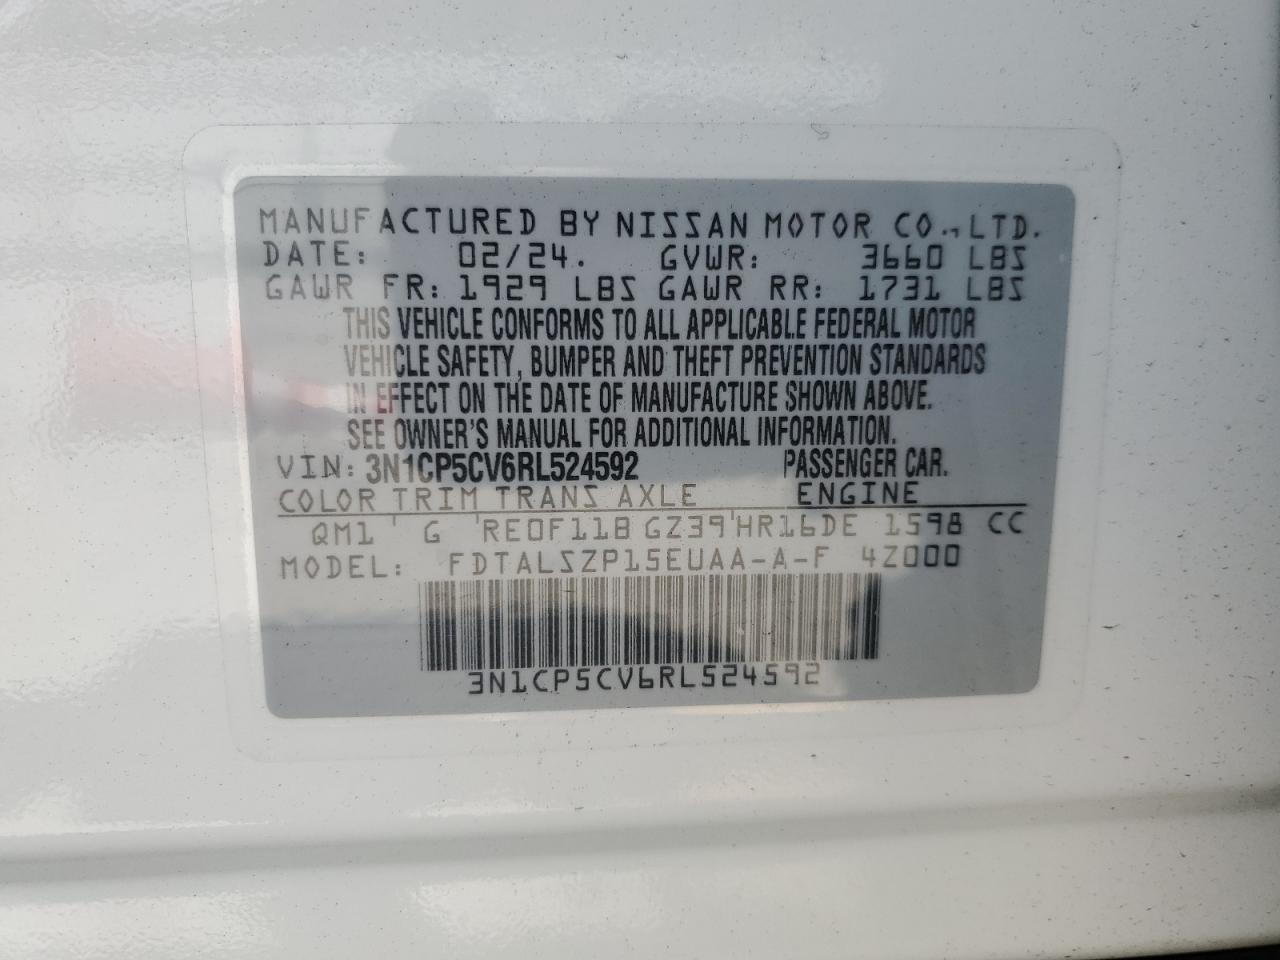 MANUFACTURED BY NISSAN MOTOR CO., LTD.
DATE: 02/24. GVWR: 3660 LBS
GAWR FR: 1929 LBS GAWR RR: 1731 LBS
THIS VEHICLE CONFORMS TO ALL APPLICABLE FEDERAL MOTOR
VEHICLE SAFETY, BUMPER AND THEFT PREVENTION STANDARDS
IN EFFECT ON THE DATE OF MANUFACTURE SHOWN ABOVE.
SEE OWNER'S MANUAL FOR ADDITIONAL INFORMATION.
VIN: 3N1CP5CV6RL524592 PASSENGER CAR.
COLOR TRIM TRANS AXLE ENGINE
QM1 ' G 'RE0F11B GZ39'HR16DE 1598 CC
MODEL: FDTALSZP15EUAA-A-F 4Z000
3N1CP5CV6RL524592